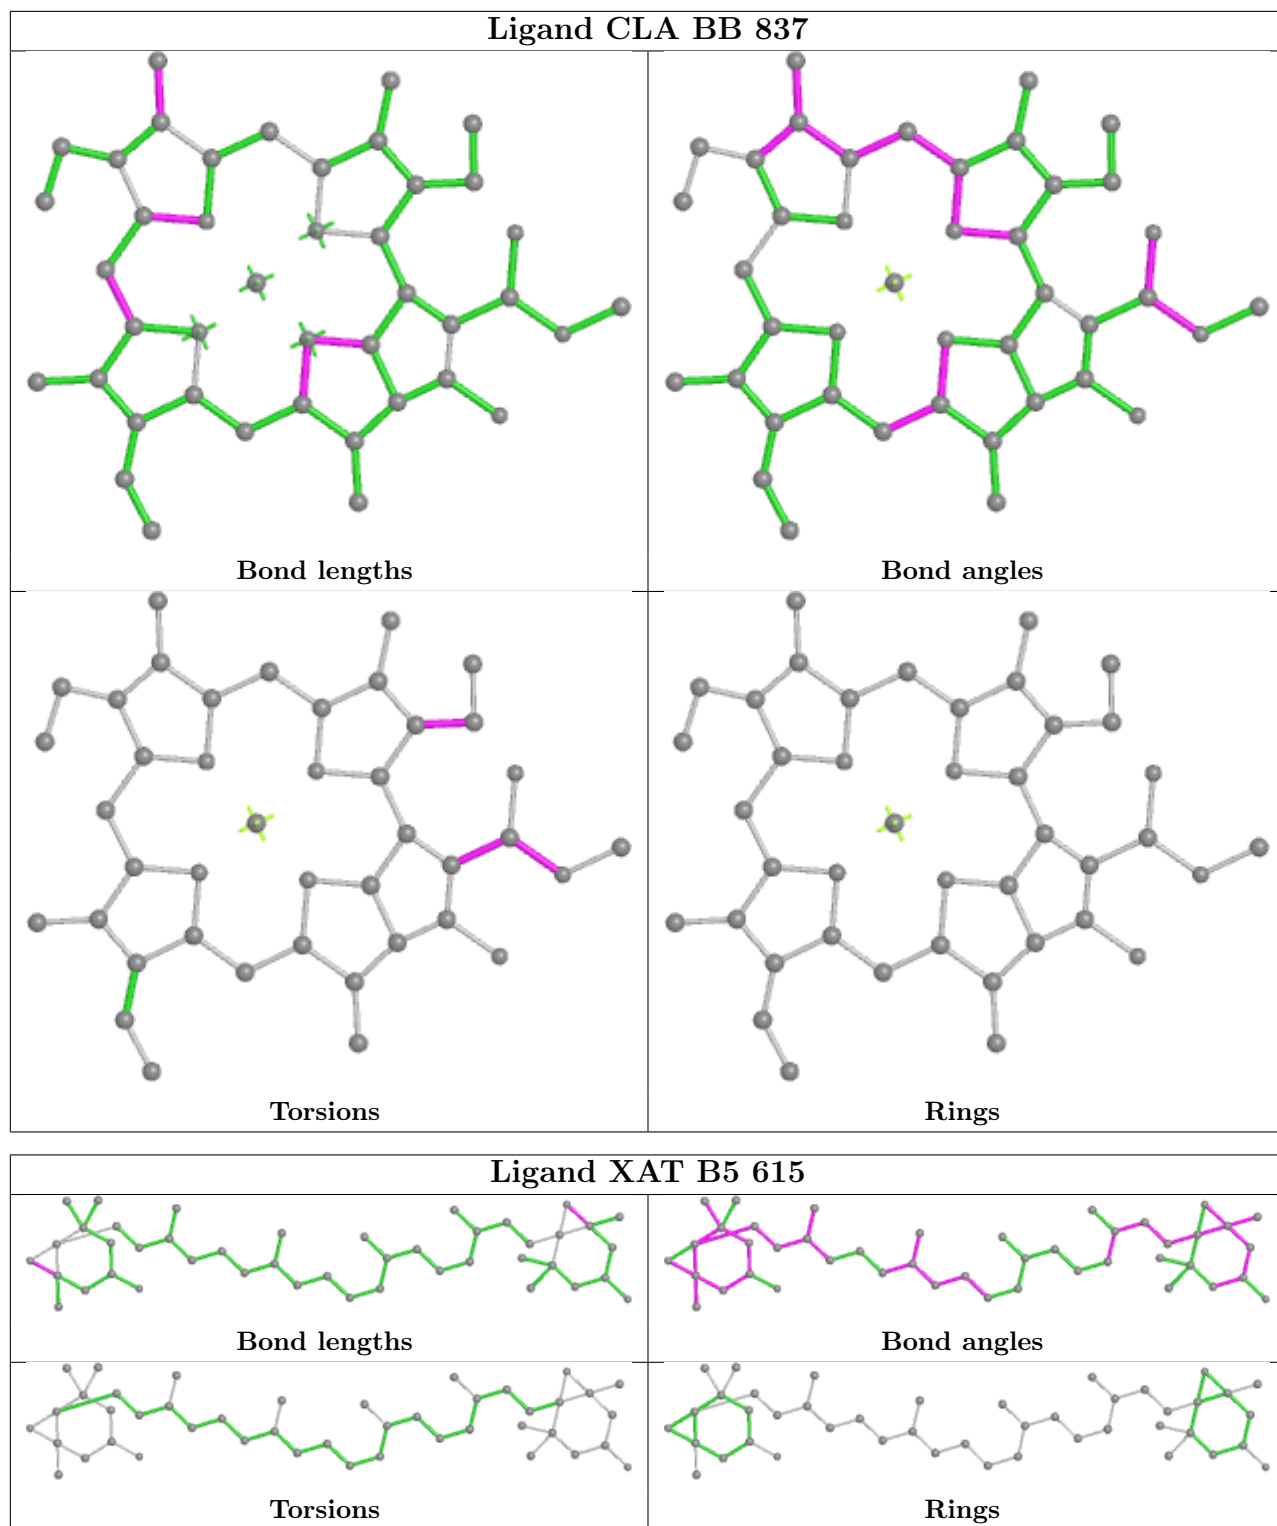 Ligand CLA BB 837
Bond lengths
Bond angles
Torsions
Rings
Ligand XAT B5 615
Bond lengths
Bond angles
Torsions
Rings